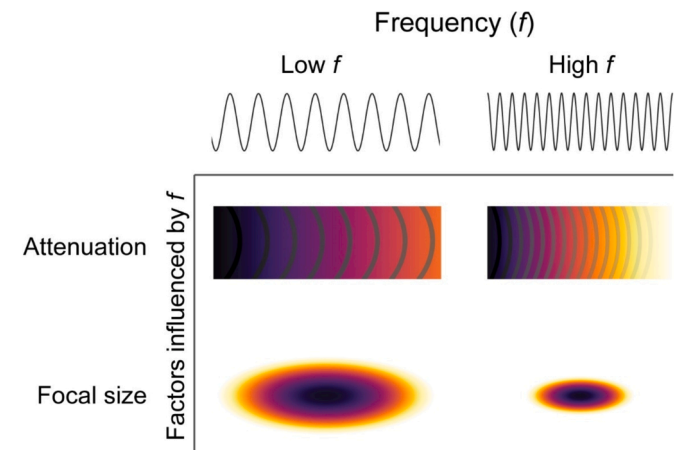 Frequency (f)
Low f
High f
Factors influenced by f
Attenuation
Focal size